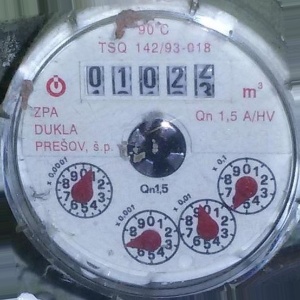 90°C
TSQ 142/93-018
0102
m³
ZPA
DUKLA
PREŠOV, š.p.
Qn 1,5 A/HV
Qn1,5
x 0,0001
x 0,1
x 0,001
x 0,01